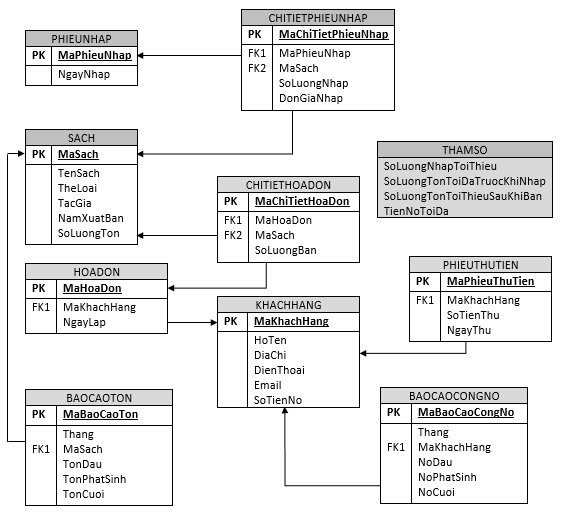 PHIEUNHAP
PK MaPhieuNhap
NgayNhap
CHITIETPHIEUNHAP
PK MaChiTietPhieuNhap
FK1 MaPhieuNhap
FK2 MaSach
SoLuongNhap
DonGiaNhap
SACH
PK MaSach
TenSach
TheLoai
TacGia
NamXuatBan
SoLuongTon
THAMSO
SoLuongNhapToiThieu
SoLuongTonToiDaTruocKhiNhap
SoLuongTonToiThieuSauKhiBan
TienNoToiDa
CHITIETHOADON
PK MaChiTietHoaDon
FK1 MaHoaDon
FK2 MaSach
SoLuongBan
HOADON
PK MaHoaDon
FK1 MaKhachHang
NgayLap
PHIEUTHUTIEN
PK MaPhieuThuTien
FK1 MaKhachHang
SoTienThu
NgayThu
KHACHHANG
PK MaKhachHang
HoTen
DiaChi
DienThoai
Email
SoTienNo
BAOCAOTON
PK MaBaoCaoTon
Thang
FK1 MaSach
TonDau
TonPhatSinh
TonCuoi
BAOCAOCONGNO
PK MaBaoCaoCongNo
Thang
FK1 MaKhachHang
NoDau
NoPhatSinh
NoCuoi